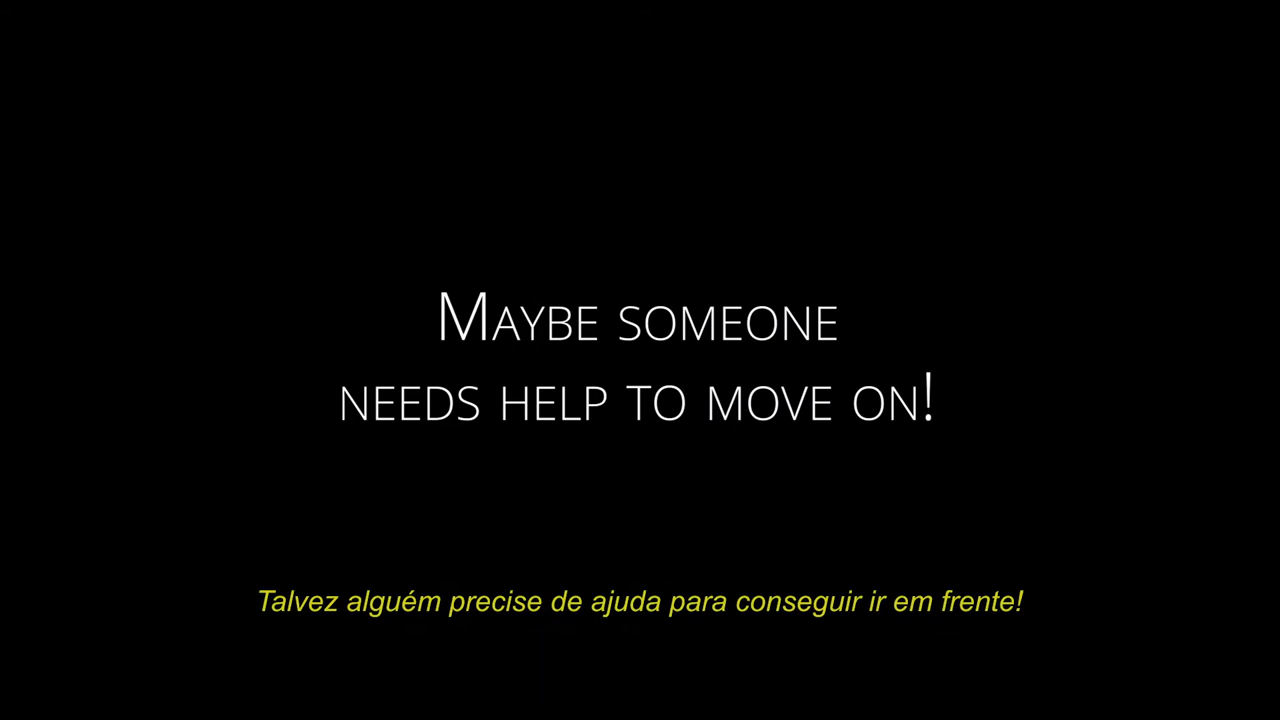 Maybe someone
needs help to move on!
Talvez alguém precise de ajuda para conseguir ir em frente!